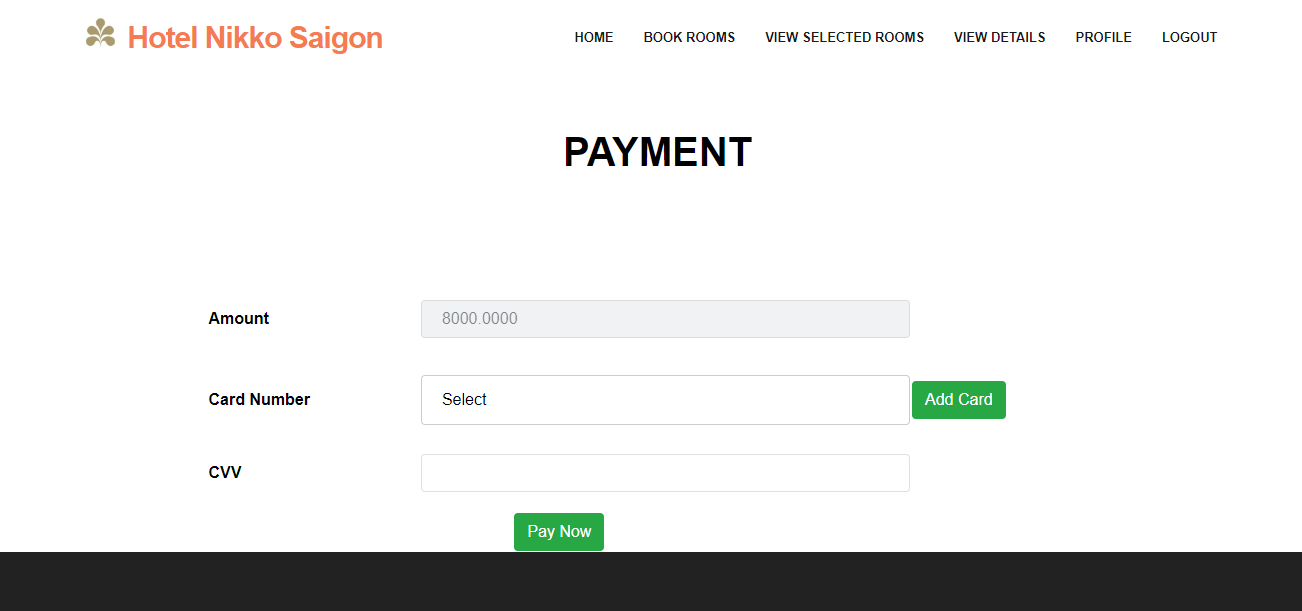 Hotel Nikko Saigon
HOME BOOK ROOMS VIEW SELECTED ROOMS VIEW DETAILS PROFILE LOGOUT
PAYMENT
Amount 8000.0000
Card Number Select Add Card
CVV
Pay Now